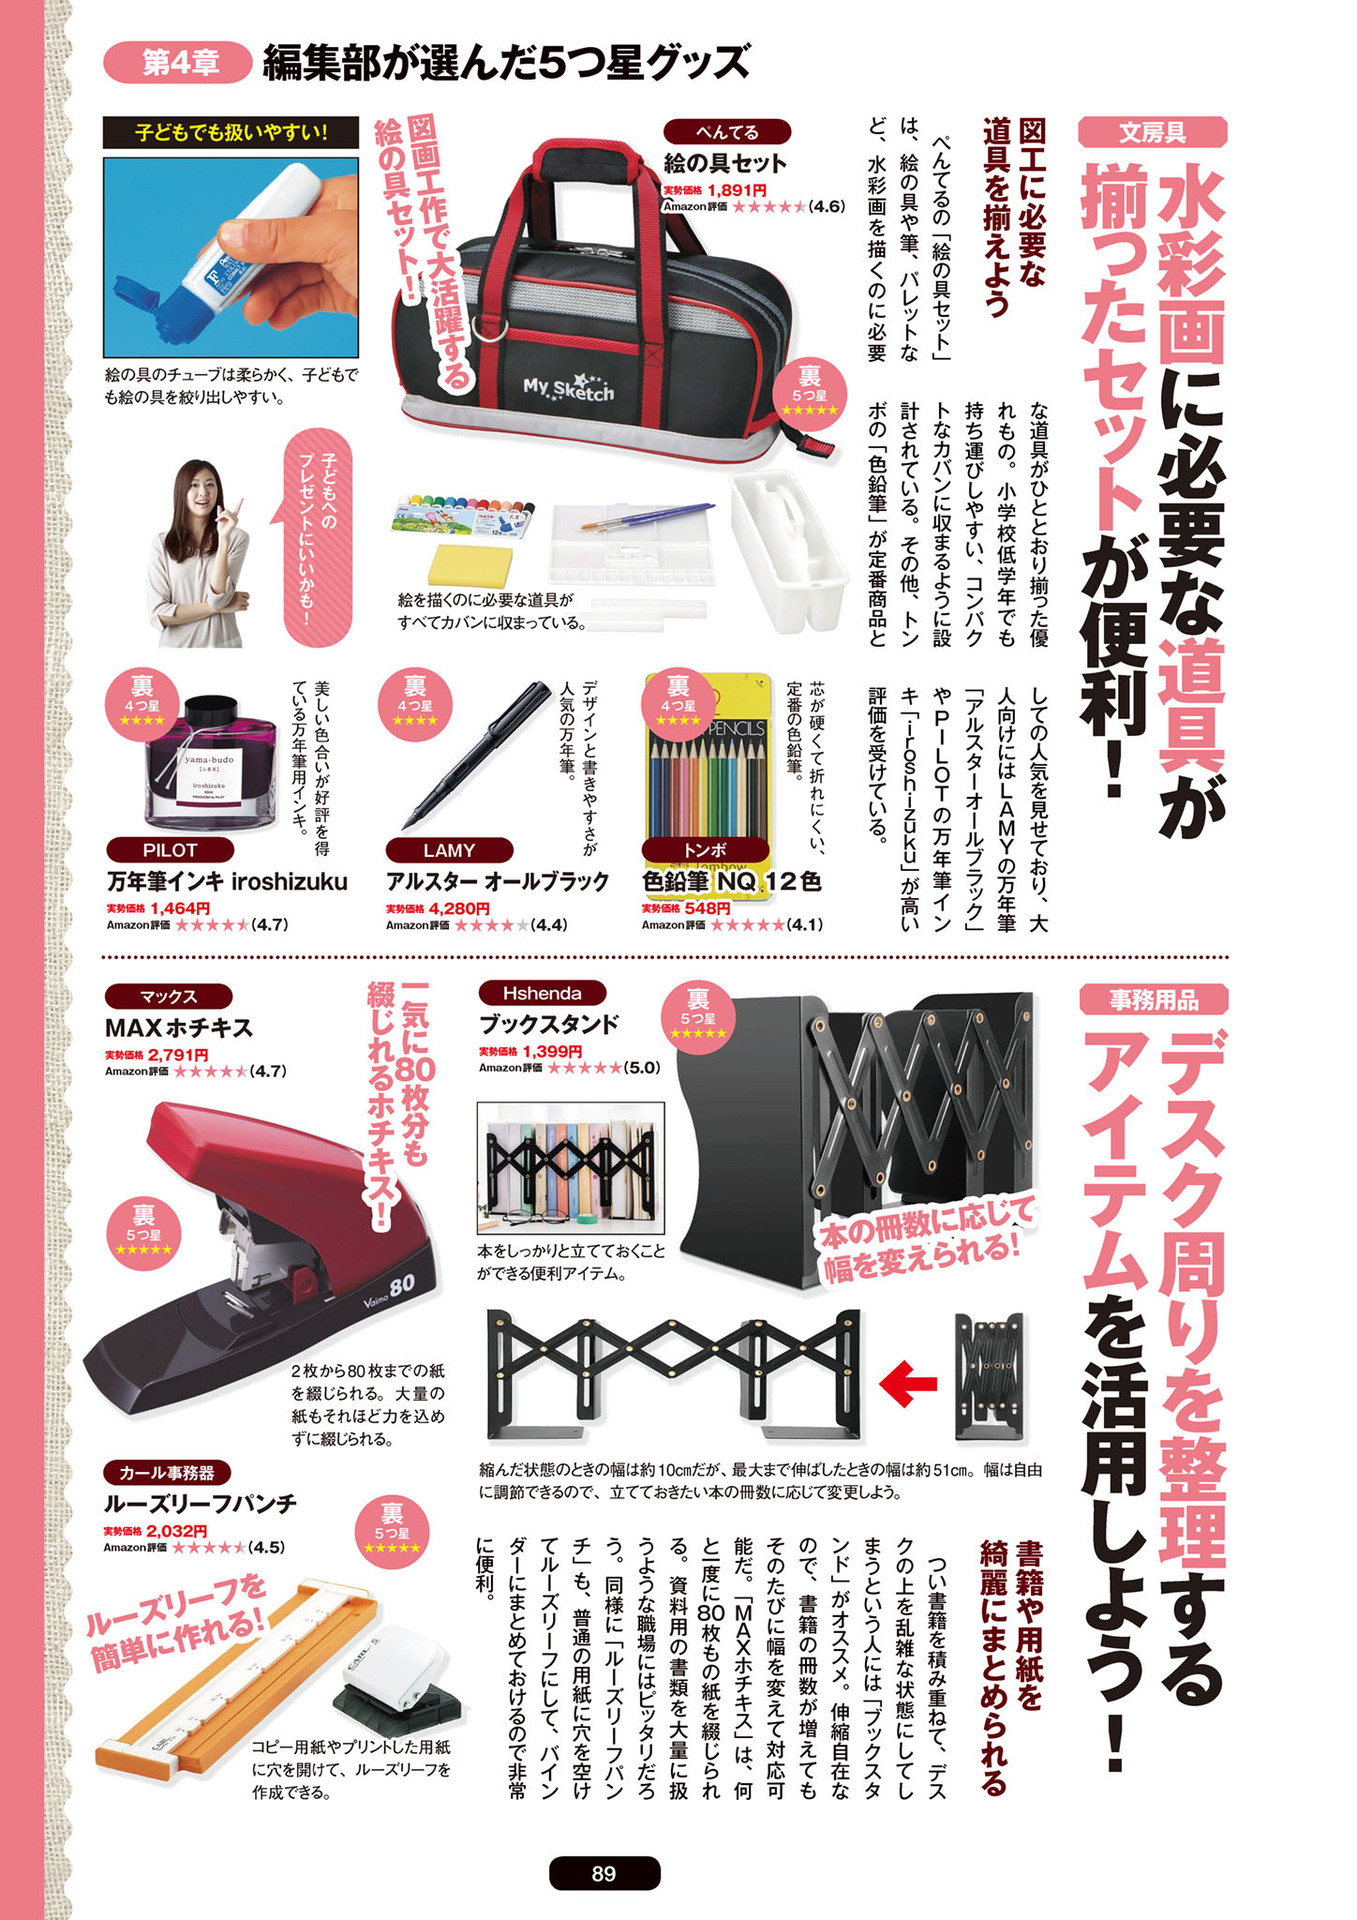 第4章 編集部が選んだ5つ星グッズ
文房具
水彩画に必要な道具が
揃ったセットが便利！
図工に必要な
道具を揃えよう
ぺんてるの「絵の具セット」
は、絵の具や筆、パレットな
ど、水彩画を描くのに必要
な道具がひととおり揃った優
れもの。小学校低学年でも
持ち運びしやすい、コンパク
トなカバンに収まるように設
計されている。その他、トン
ボの「色鉛筆」が定番商品と
しての人気を見せており、大
人向けにはLAMYの万年筆
「アルスターオールブラック」
やPILOTの万年筆イン
キ「iroshizuku」が高い
評価を受けている。
ぺんてる
絵の具セット
実勢価格 1,891円
Amazon評価 ★★★★★(4.6)
図画工作で大活躍する
絵の具セット！
My Sketch
裏
5つ星
★★★★★
子どもでも扱いやすい！
絵の具のチューブは柔らかく、子どもで
も絵の具を絞り出しやすい。
子どもへの
プレゼントにいいかも！
絵を描くのに必要な道具が
すべてカバンに収まっている。
裏
4つ星
★★★★
芯が硬くて折れにくい、
定番の色鉛筆。
PENCILS
Tombow
トンボ
色鉛筆 NQ 12色
実勢価格 548円
Amazon評価 ★★★★★(4.1)
裏
4つ星
★★★★
デザインと書きやすさが
人気の万年筆。
LAMY
アルスター オールブラック
実勢価格 4,280円
Amazon評価 ★★★★★(4.4)
裏
4つ星
★★★★
美しい色合いが好評を得
ている万年筆用インキ。
yama-budo
iroshizuku
PILOT
万年筆インキ iroshizuku
実勢価格 1,464円
Amazon評価 ★★★★★(4.7)
事務用品
デスク周りを整理する
アイテムを活用しよう！
Hshenda
ブックスタンド
実勢価格 1,399円
Amazon評価 ★★★★★(5.0)
裏
5つ星
★★★★★
本の冊数に応じて
幅を変えられる！
本をしっかりと立てておくこと
ができる便利アイテム。
縮んだ状態のときの幅は約10cmだが、最大まで伸ばしたときの幅は約51cm。幅は自由
に調節できるので、立てておきたい本の冊数に応じて変更しよう。
マックス
MAXホチキス
実勢価格 2,791円
Amazon評価 ★★★★★(4.7)
一気に80枚分も
綴じれるホチキス！
裏
5つ星
★★★★★
Vaimo 80
2枚から80枚までの紙
を綴じられる。大量の
紙もそれほど力を込め
ずに綴じられる。
カール事務器
ルーズリーフパンチ
実勢価格 2,032円
Amazon評価 ★★★★★(4.5)
裏
5つ星
★★★★★
ルーズリーフを
簡単に作れる！
CARL
CARL
コピー用紙やプリントした用紙
に穴を開けて、ルーズリーフを
作成できる。
書籍や用紙を
綺麗にまとめられる
つい書籍を積み重ねて、デス
クの上を乱雑な状態にしてし
まうという人には「ブックスタ
ンド」がオススメ。伸縮自在な
ので、書籍の冊数が増えても
そのたびに幅を変えて対応可
能だ。「MAXホチキス」は、何
と一度に80枚もの紙を綴じられ
る。資料用の書類を大量に扱
うような職場にはピッタリだろ
う。同様に「ルーズリーフパン
チ」も、普通の用紙に穴を空け
てルーズリーフにして、バイン
ダーにまとめておけるので非常
に便利。
89